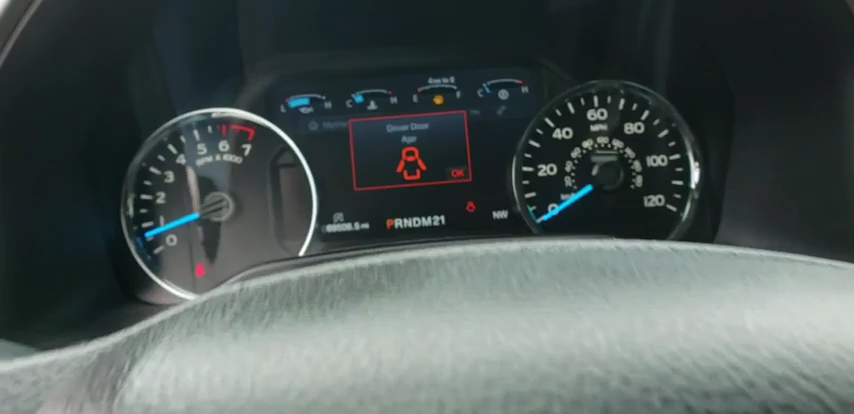 L H
C H
E F
C H
Driver Door
Ajar
OK
PRNDM21
NW
0
2
3
4
5
6
7
RPM X 1000
0
20
40
60
80
100
120
MPH